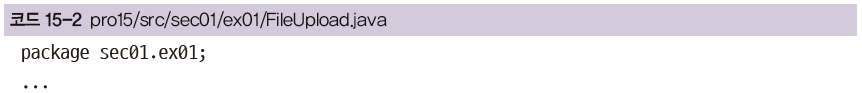 코드 15-2 pro15/src/sec01/ex01/FileUpload.java
package sec01.ex01;
...